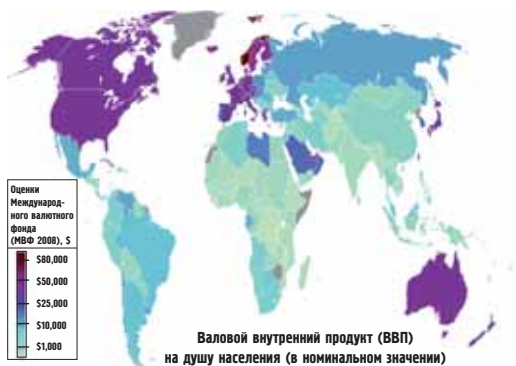 Оценки
Международ-
ного валютного
фонда
(МВФ 2008), $
$80,000
$50,000
$25,000
$10,000
$1,000
Валовой внутренний продукт (ВВП)
на душу населения (в номинальном значении)